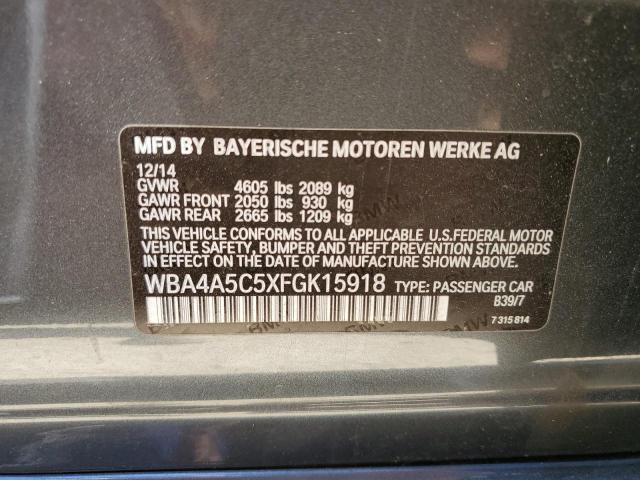 MFD BY BAYERISCHE MOTOREN WERKE AG
12/14
GVWR 4605 lbs 2089 kg
GAWR FRONT 2050 lbs 930 kg
GAWR REAR 2665 lbs 1209 kg
THIS VEHICLE CONFORMS TO ALL APPLICABLE U.S.FEDERAL MOTOR
VEHICLE SAFETY, BUMPER AND THEFT PREVENTION STANDARDS
IN EFFECT ON THE DATE OF MANUFACTURE SHOWN ABOVE.
WBA4A5C5XFGK15918 TYPE: PASSENGER CAR
B39/7
7 315 814